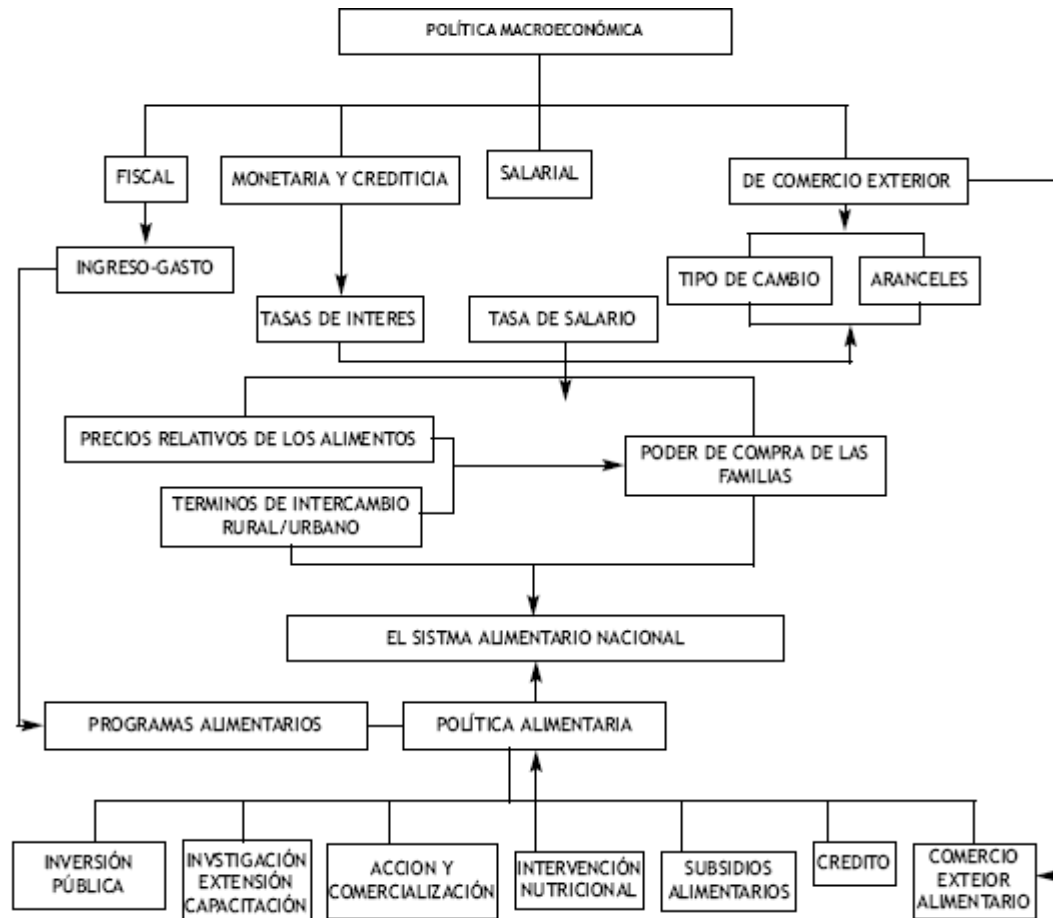 POLÍTICA MACROECONÓMICA
FISCAL
MONETARIA Y CREDITICIA
SALARIAL
DE COMERCIO EXTERIOR
INGRESO-GASTO
TIPO DE CAMBIO
ARANCELES
TASAS DE INTERES
TASA DE SALARIO
PRECIOS RELATIVOS DE LOS ALIMENTOS
PODER DE COMPRA DE LAS
FAMILIAS
TERMINOS DE INTERCAMBIO
RURAL/URBANO
EL SISTMA ALIMENTARIO NACIONAL
PROGRAMAS ALIMENTARIOS
POLÍTICA ALIMENTARIA
INVERSIÓN
PÚBLICA
INVSTIGACIÓN
EXTENSIÓN
CAPACITACIÓN
ACCION Y
COMERCIALIZACIÓN
INTERVENCIÓN
NUTRICIONAL
SUBSIDIOS
ALIMENTARIOS
CREDITO
COMERCIO
EXTEIOR
ALIMENTARIO